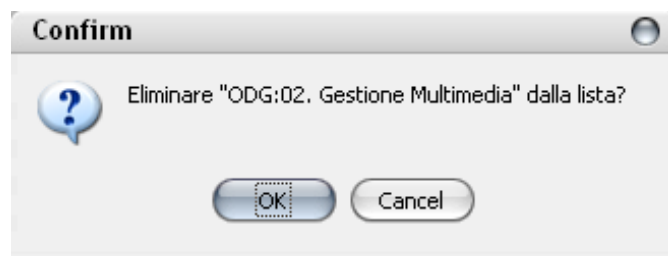 Confirm
Eliminare "ODG:02. Gestione Multimedia" dalla lista?
OK Cancel